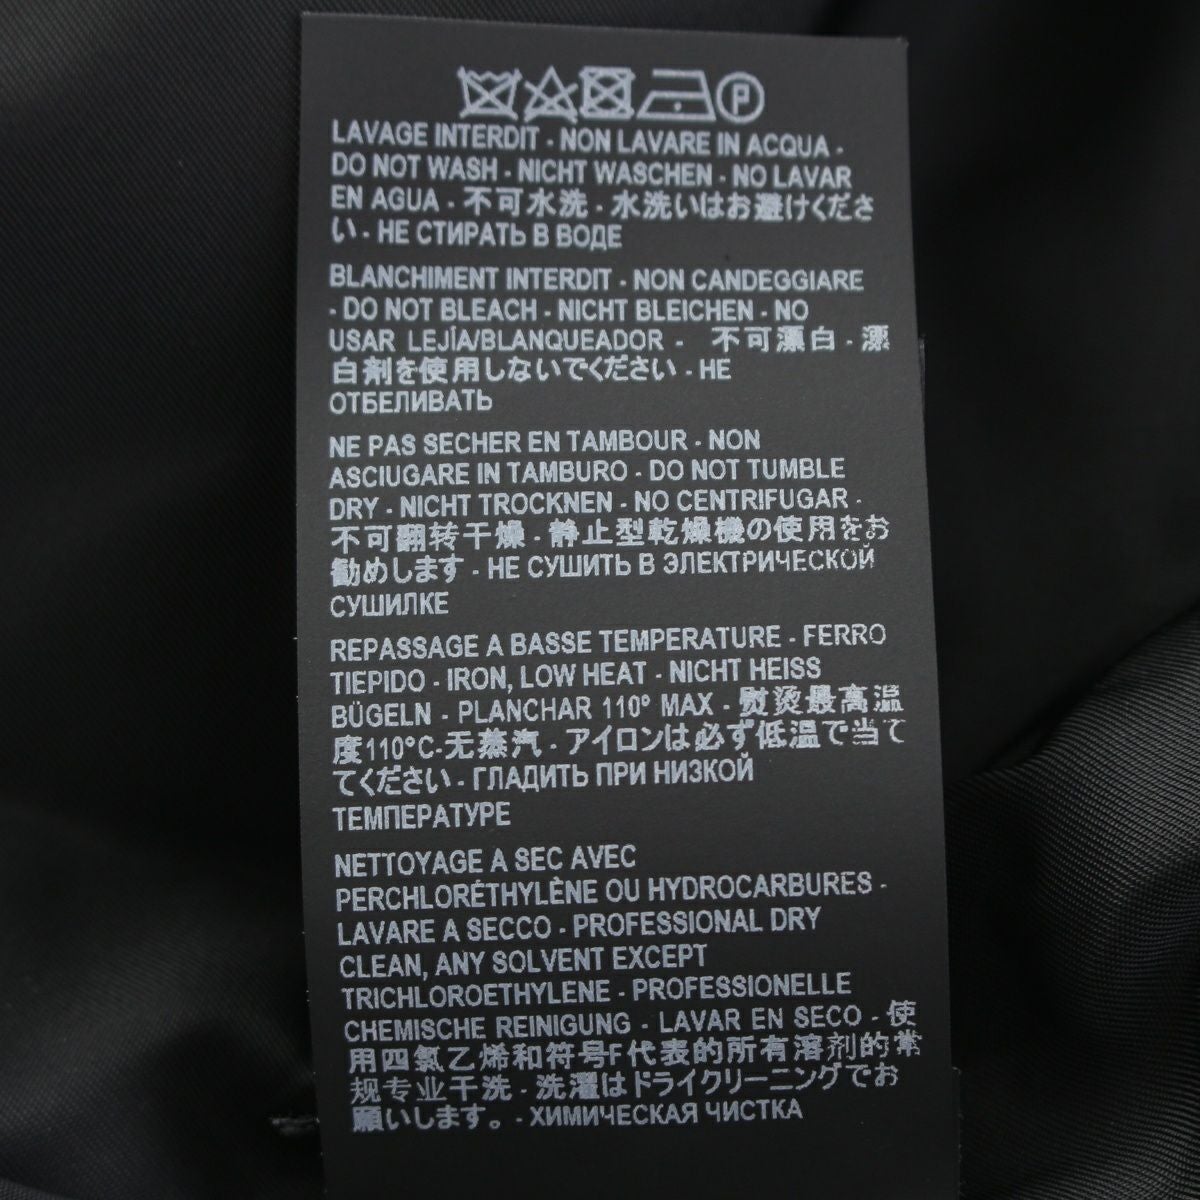 P
LAVAGE INTERDIT - NON LAVARE IN ACQUA -
DO NOT WASH - NICHT WASCHEN - NO LAVAR
EN AGUA - 不可水洗 - 水洗いはお避けくださ
い - НЕ СТИРАТЬ В ВОДЕ
BLANCHIMENT INTERDIT - NON CANDEGGIARE
- DO NOT BLEACH - NICHT BLEICHEN - NO
USAR LEJÍA/BLANQUEADOR - 不可漂白 - 漂
白剤を使用しないでください - НЕ
ОТБЕЛИВАТЬ
NE PAS SECHER EN TAMBOUR - NON
ASCIUGARE IN TAMBURO - DO NOT TUMBLE
DRY - NICHT TROCKNEN - NO CENTRIFUGAR -
不可翻转干燥 - 静止型乾燥機の使用をお
勧めします - НЕ СУШИТЬ В ЭЛЕКТРИЧЕСКОЙ
СУШИЛКЕ
REPASSAGE A BASSE TEMPERATURE - FERRO
TIEPIDO - IRON, LOW HEAT - NICHT HEISS
BÜGELN - PLANCHAR 110º MAX - 熨烫最高温
度110°C-无蒸汽 - アイロンは必ず低温で当て
てください - ГЛАДИТЬ ПРИ НИЗКОЙ
ТЕМПЕРАТУРЕ
NETTOYAGE A SEC AVEC
PERCHLORÉTHYLÈNE OU HYDROCARBURES -
LAVARE A SECCO - PROFESSIONAL DRY
CLEAN, ANY SOLVENT EXCEPT
TRICHLOROETHYLENE - PROFESSIONELLE
CHEMISCHE REINIGUNG - LAVAR EN SECO - 使
用四氯乙烯和符号F代表的所有溶剂的常
规专业干洗 - 洗濯はドライクリーニングでお
願いします。 - ХИМИЧЕСКАЯ ЧИСТКА